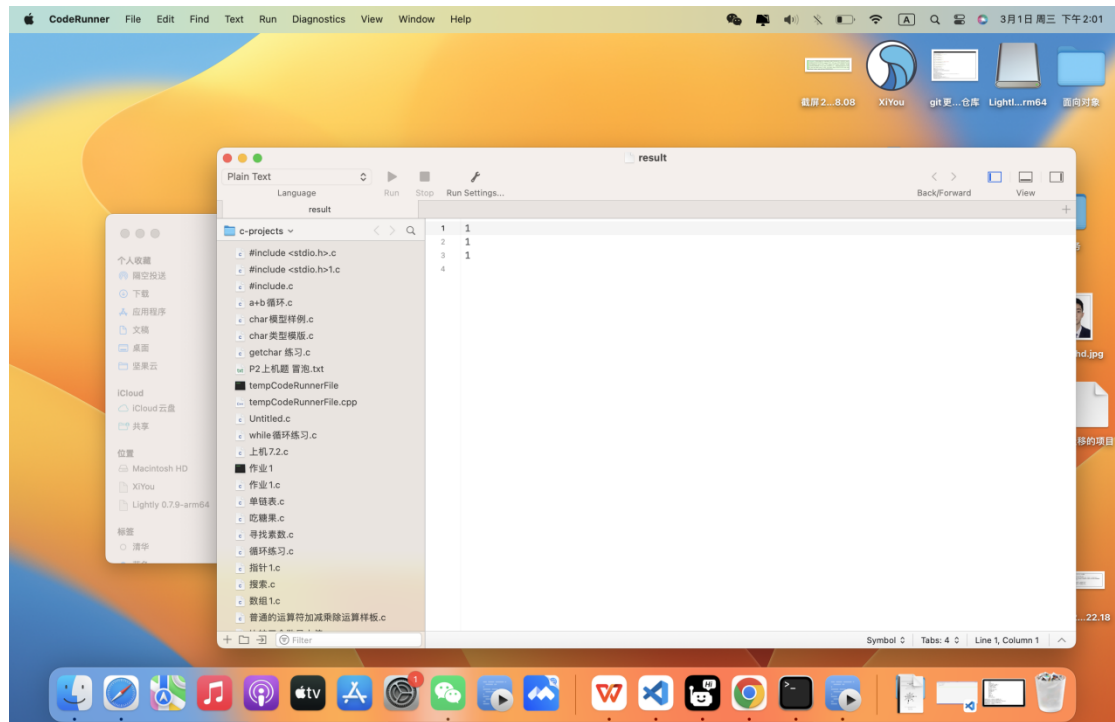 CodeRunner File Edit Find Text Run Diagnostics View Window Help
A 3月1日 周三 下午2:01
截屏2...8.08 XiYou git更...仓库 Lightl...rm64 面向对象
result
Plain Text
Language Run Stop Run Settings... Back/Forward View
result
c-projects
#include <stdio.h>.c
#include <stdio.h>1.c
#include.c
a+b循环.c
char模型样例.c
char类型模版.c
getchar 练习.c
P2上机题 冒泡.txt
tempCodeRunnerFile
tempCodeRunnerFile.cpp
Untitled.c
while循环练习.c
上机7.2.c
作业1
作业1.c
单链表.c
吃糖果.c
寻找素数.c
循环练习.c
指针1.c
搜索.c
数组1.c
普通的运算符加减乘除运算样板.c
Filter
1 1
2 1
3 1
4
Symbol Tabs: 4 Line 1, Column 1
个人收藏
隔空投送
下载
应用程序
文稿
桌面
坚果云
iCloud
iCloud云盘
共享
位置
Macintosh HD
XiYou
Lightly 0.7.9-arm64
标签
清华
hd.jpg
移的项目
...22.18
tv 1 Hi